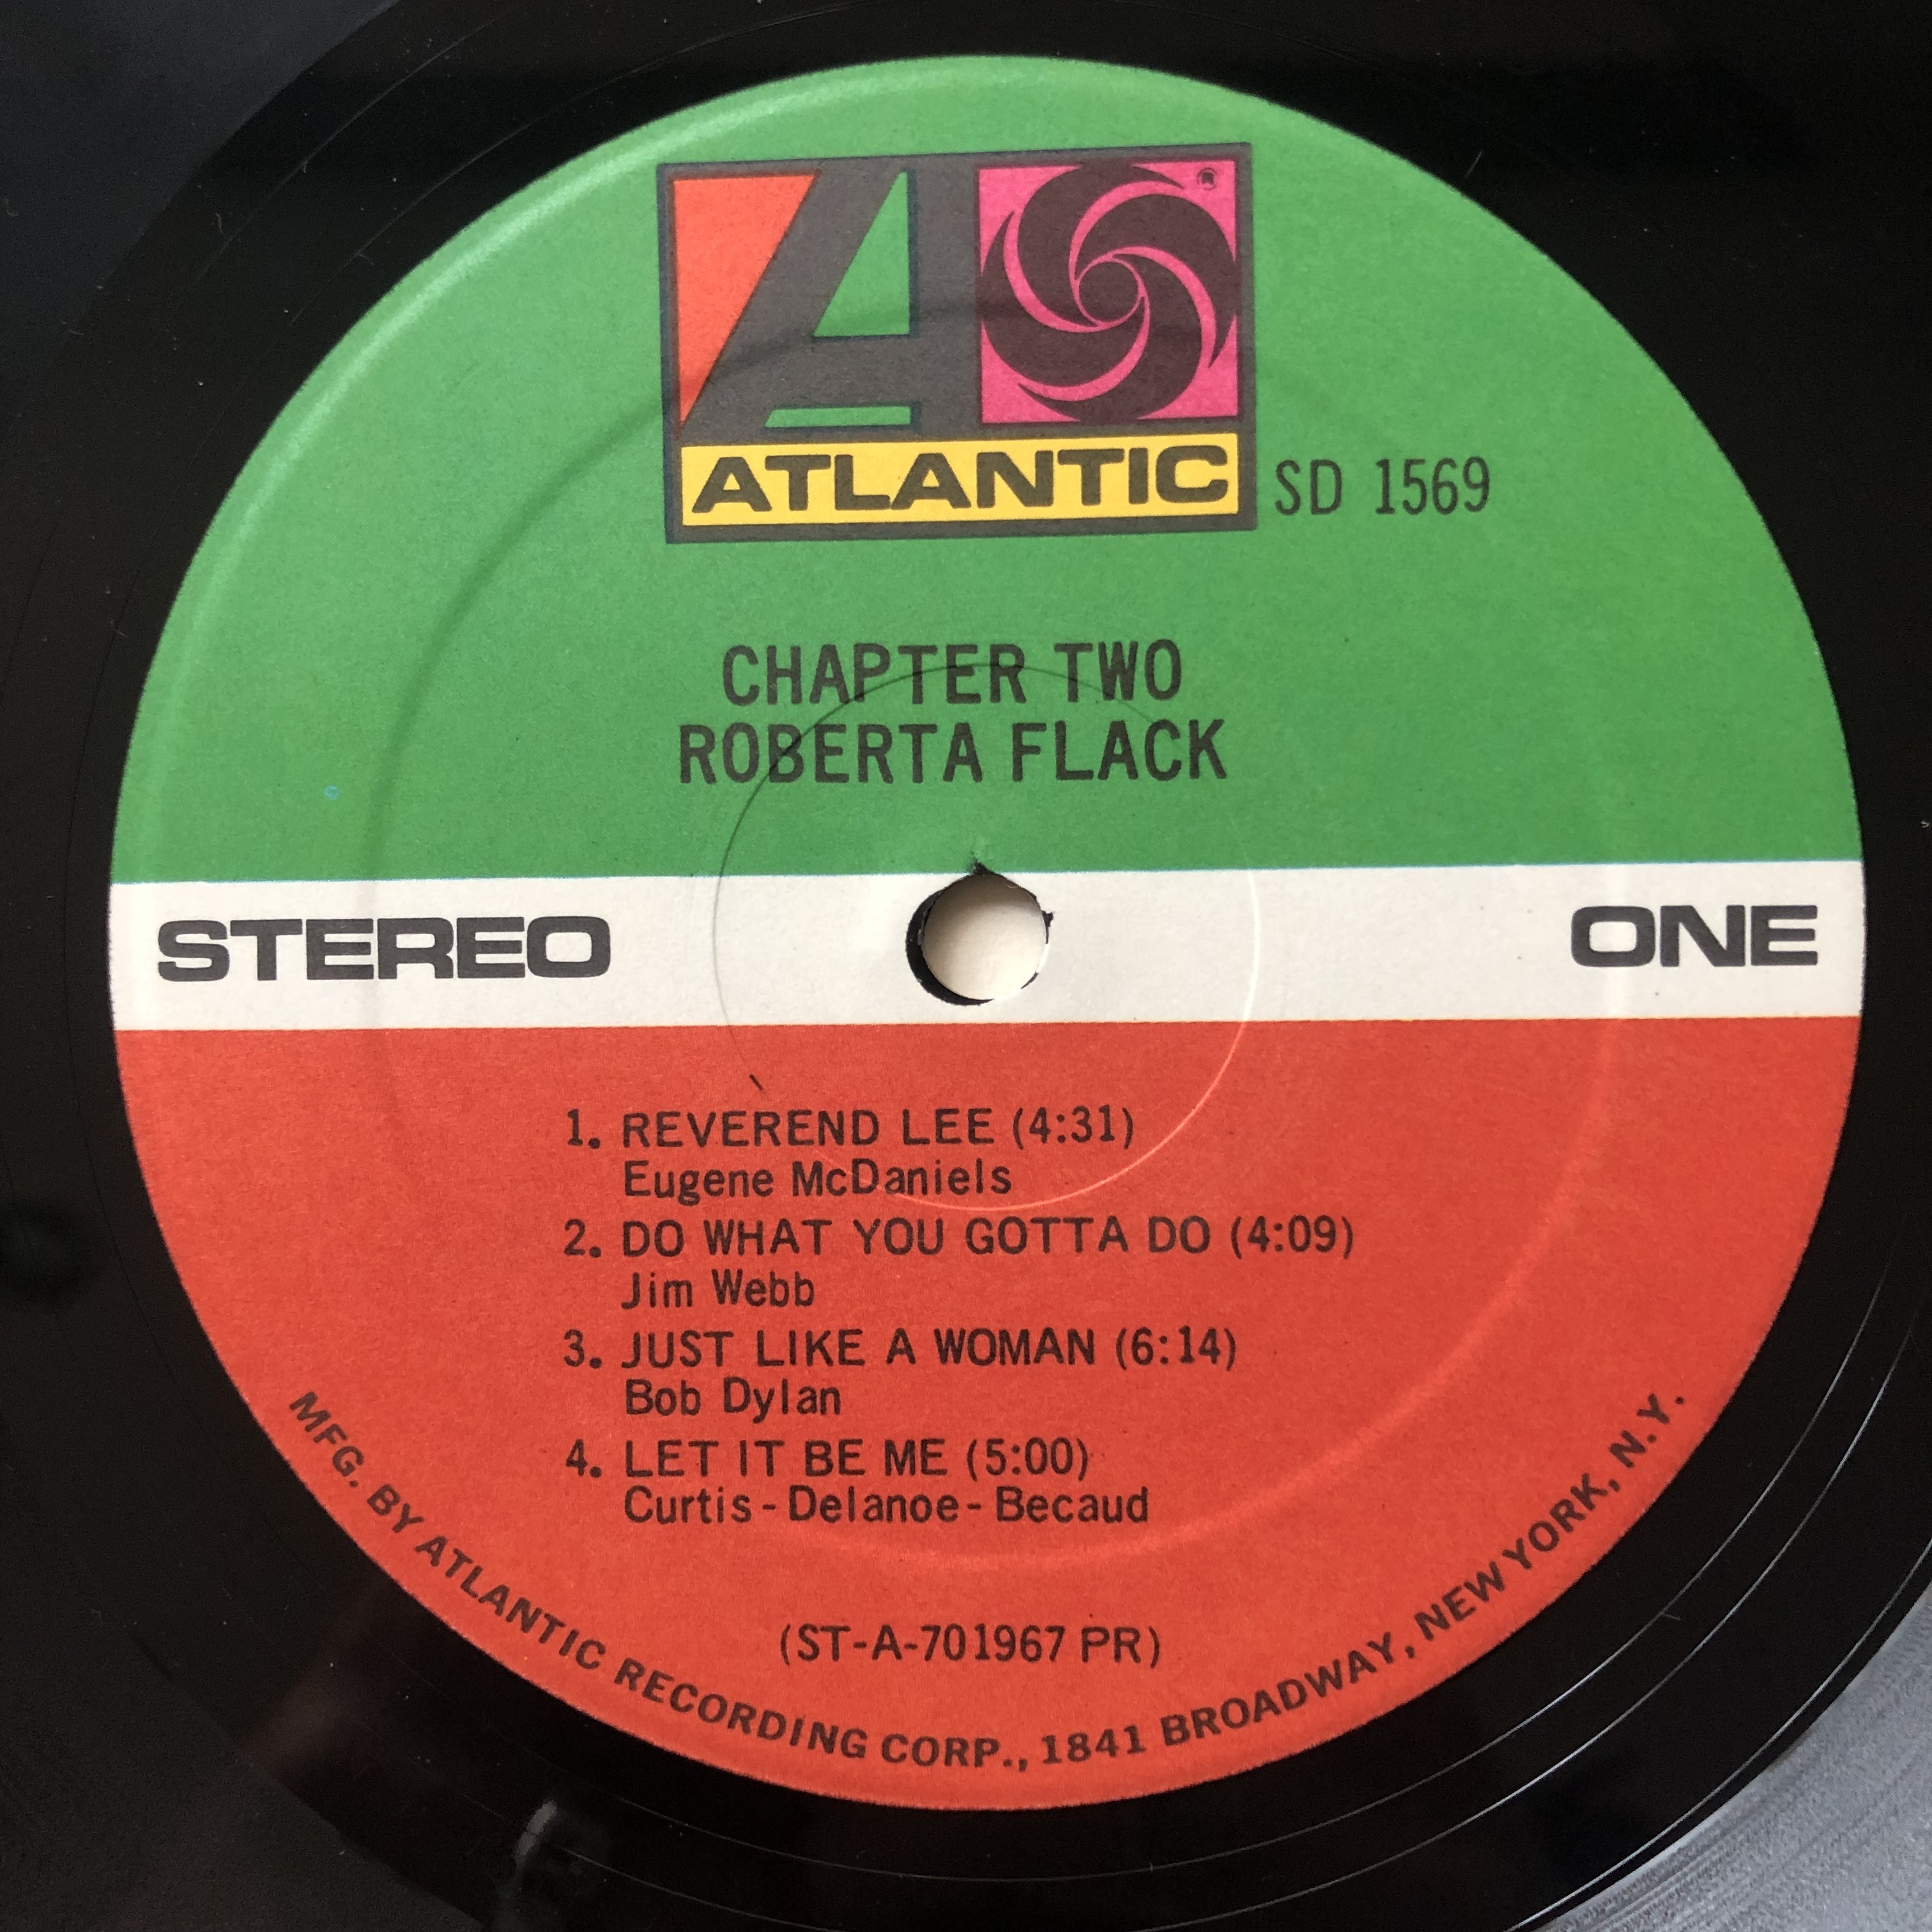 ATLANTIC
SD 1569
CHAPTER TWO
ROBERTA FLACK
STEREO
ONE
1. REVEREND LEE (4:31)
Eugene McDaniels
2. DO WHAT YOU GOTTA DO (4:09)
Jim Webb
3. JUST LIKE A WOMAN (6:14)
Bob Dylan
4. LET IT BE ME (5:00)
Curtis - Delanoe - Becaud
(ST-A-701967 PR)
MFG. BY ATLANTIC RECORDING CORP., 1841 BROADWAY, NEW YORK, N.Y.